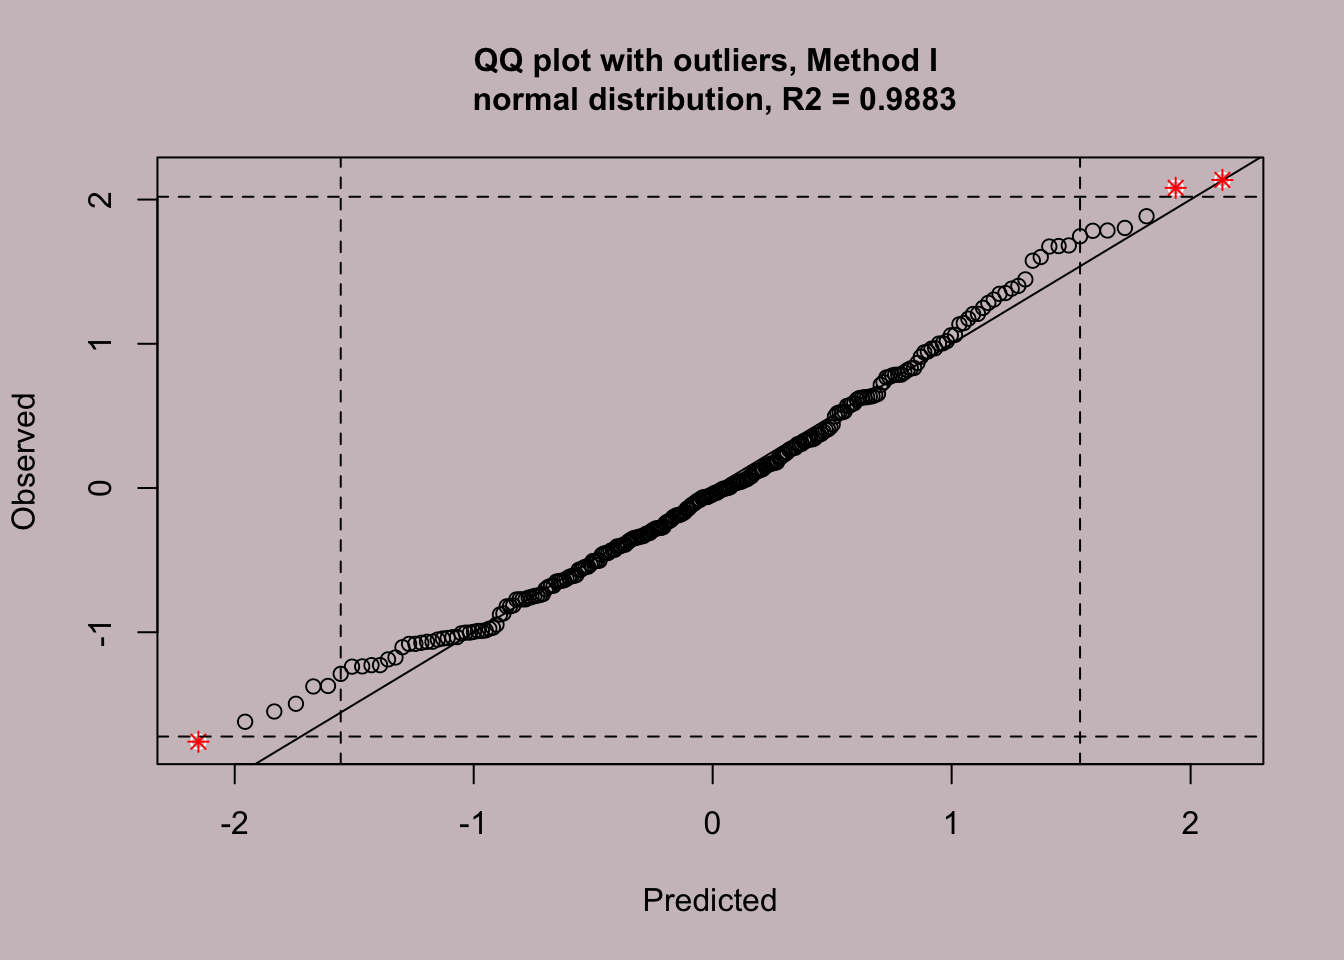 QQ plot with outliers, Method I
normal distribution, R2 = 0.9883
2
1
0
-1
Observed
-2
-1
0
1
2
Predicted